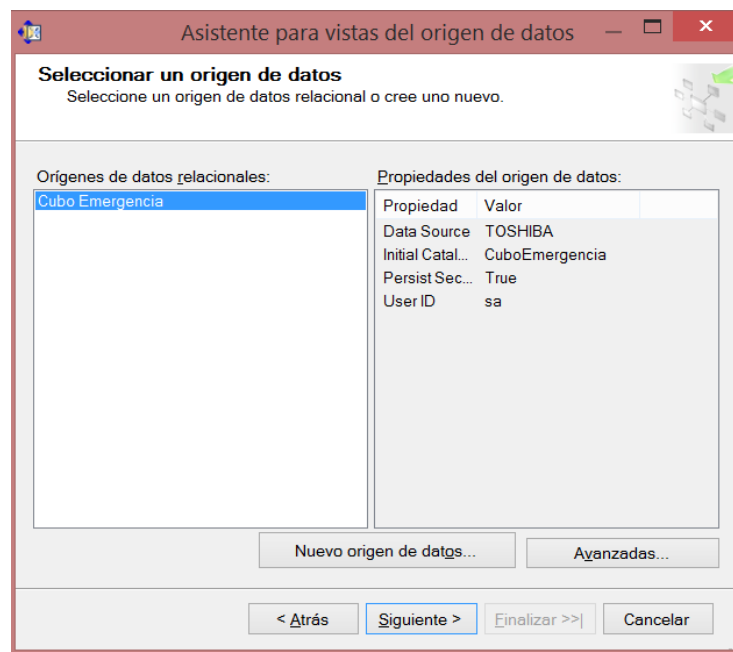 Asistente para vistas del origen de datos
Seleccionar un origen de datos
Seleccione un origen de datos relacional o cree uno nuevo.
Orígenes de datos relacionales:
Cubo Emergencia
Propiedades del origen de datos:
Propiedad Valor
Data Source TOSHIBA
Initial Catal... CuboEmergencia
Persist Sec... True
User ID sa
Nuevo origen de datos... Avanzadas...
< Atrás Siguiente > Finalizar >>| Cancelar